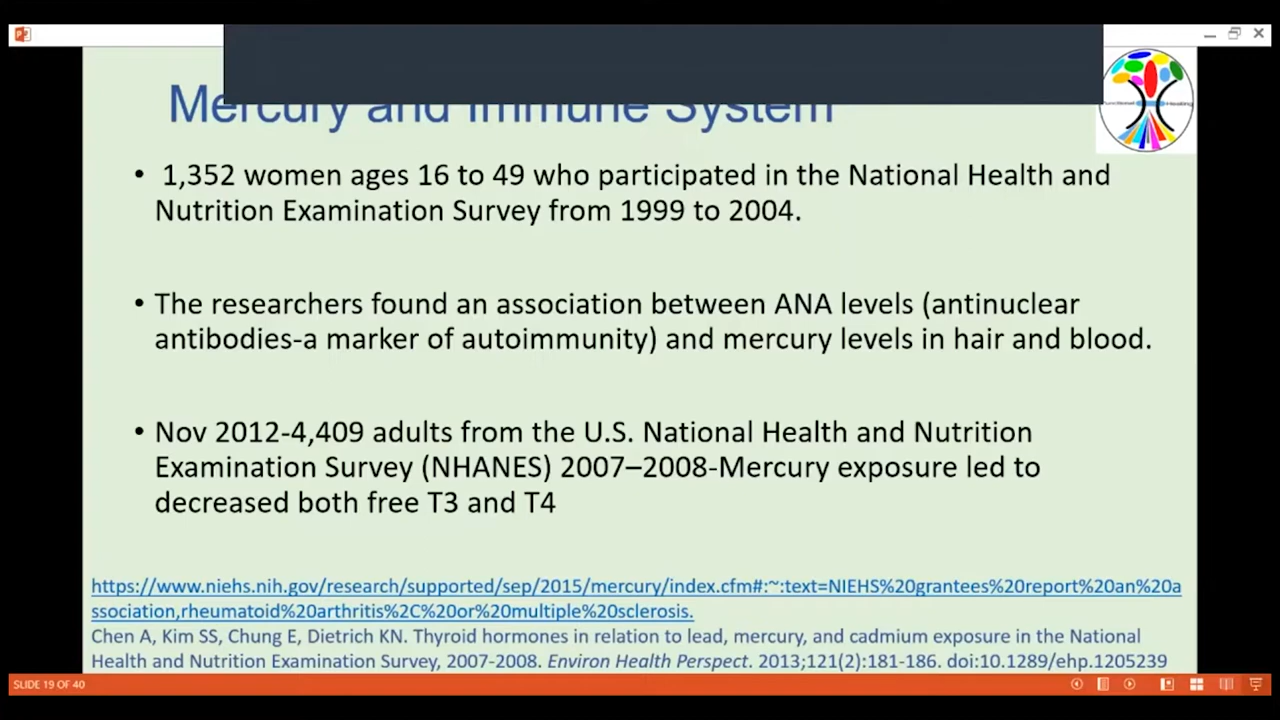 Mercury and Immune System
• 1,352 women ages 16 to 49 who participated in the National Health and
Nutrition Examination Survey from 1999 to 2004.
• The researchers found an association between ANA levels (antinuclear
antibodies-a marker of autoimmunity) and mercury levels in hair and blood.
• Nov 2012-4,409 adults from the U.S. National Health and Nutrition
Examination Survey (NHANES) 2007–2008-Mercury exposure led to
decreased both free T3 and T4
https://www.niehs.nih.gov/research/supported/sep/2015/mercury/index.cfm#:~:text=NIEHS%20grantees%20report%20an%20a
ssociation,rheumatoid%20arthritis%2C%20or%20multiple%20sclerosis.
Chen A, Kim SS, Chung E, Dietrich KN. Thyroid hormones in relation to lead, mercury, and cadmium exposure in the National
Health and Nutrition Examination Survey, 2007-2008. Environ Health Perspect. 2013;121(2):181-186. doi:10.1289/ehp.1205239
SLIDE 19 OF 40